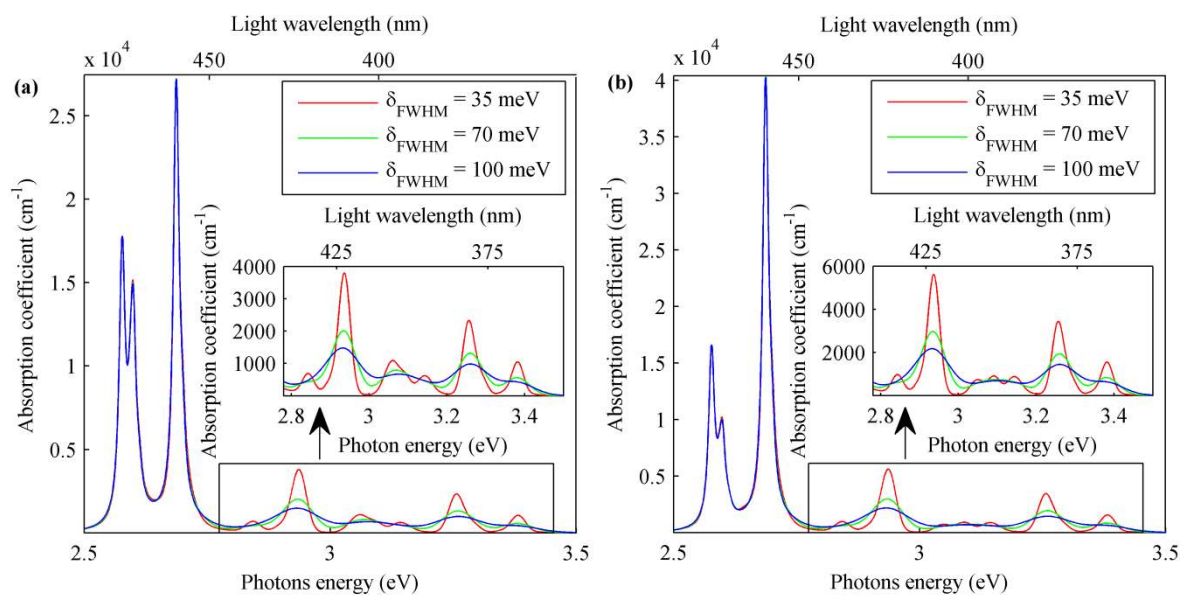 Light wavelength (nm)
x 10^4 450 400
(a)
δFWHM = 35 meV
δFWHM = 70 meV
δFWHM = 100 meV
2.5
2
1.5
1
0.5
Absorption coefficient (cm^-1)
Light wavelength (nm)
425 375
4000
3000
2000
1000
Absorption coefficient (cm^-1)
2.8 3 3.2 3.4
Photon energy (eV)
2.5 3 3.5
Photons energy (eV)
Light wavelength (nm)
x 10^4 450 400
(b)
δFWHM = 35 meV
δFWHM = 70 meV
δFWHM = 100 meV
4
3.5
3
2.5
2
1.5
1
0.5
Absorption coefficient (cm^-1)
Light wavelength (nm)
425 375
6000
4000
2000
Absorption coefficient (cm^-1)
2.8 3 3.2 3.4
Photon energy (eV)
2.5 3 3.5
Photons energy (eV)